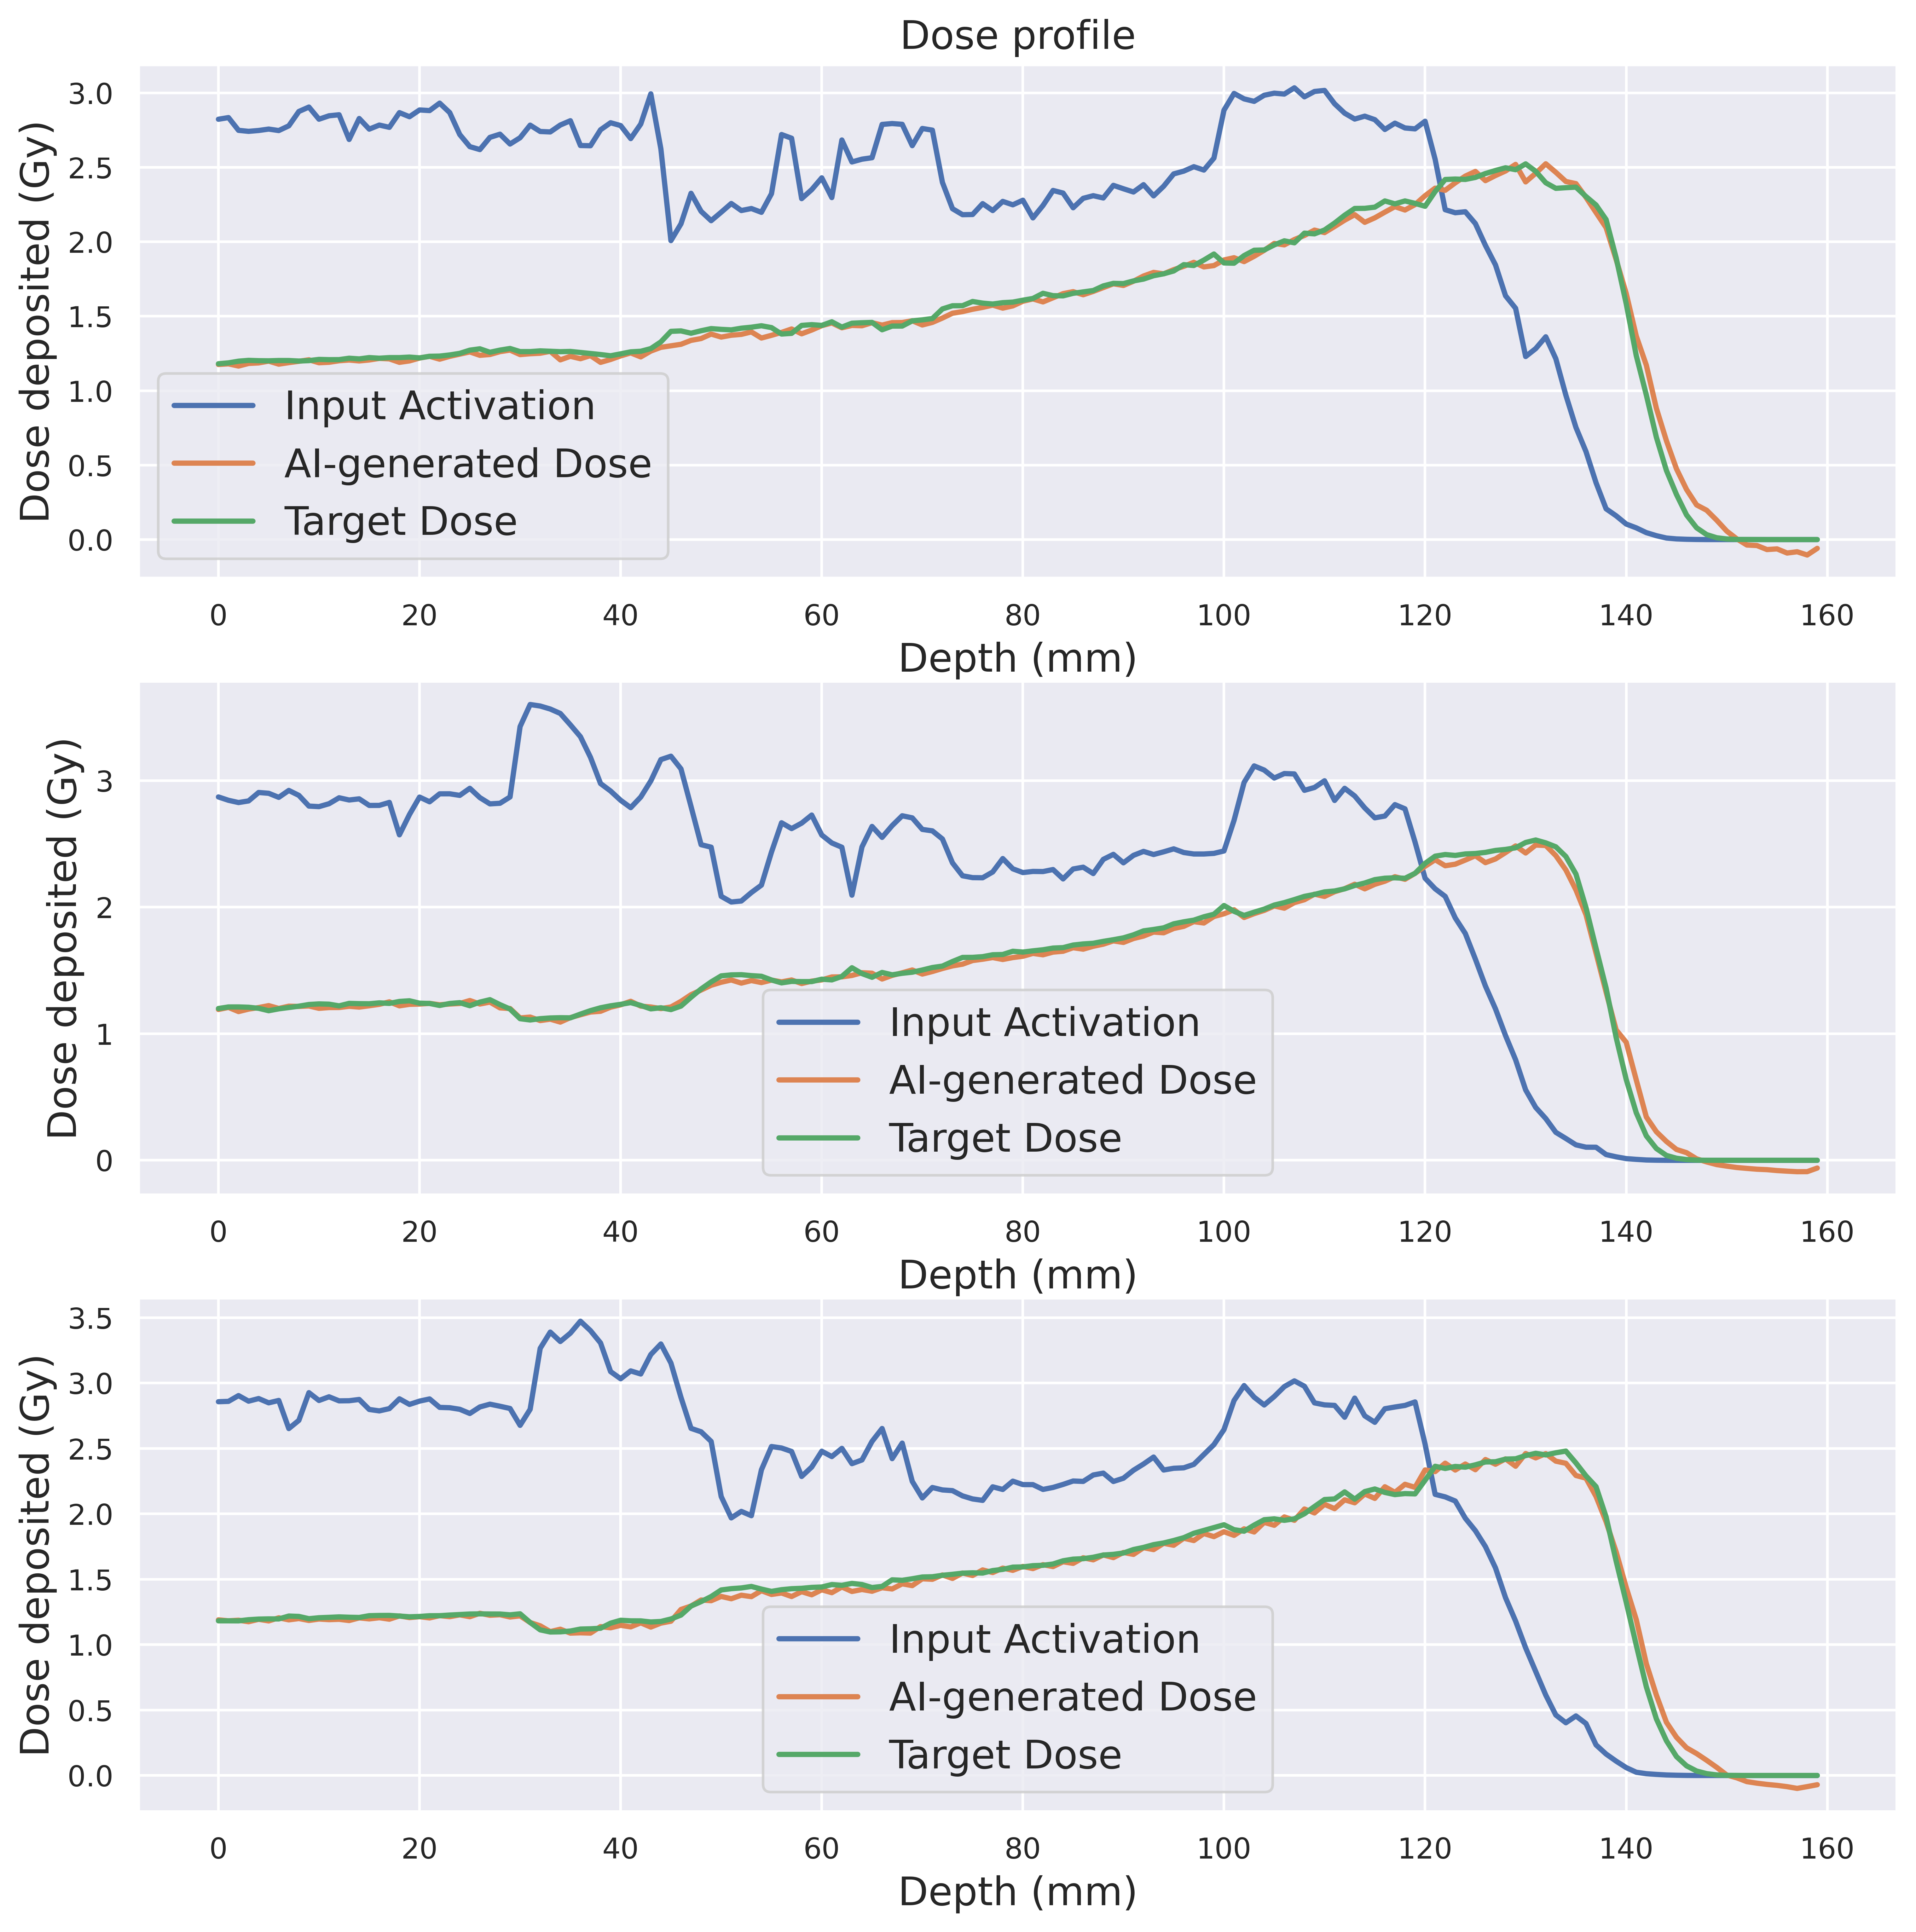 Dose profile
Dose deposited (Gy)
3.0
2.5
2.0
1.5
1.0
0.5
0.0
Input Activation
AI-generated Dose
Target Dose
0 20 40 60 80 100 120 140 160
Depth (mm)
Dose deposited (Gy)
3
2
1
0
Input Activation
AI-generated Dose
Target Dose
0 20 40 60 80 100 120 140 160
Depth (mm)
Dose deposited (Gy)
3.5
3.0
2.5
2.0
1.5
1.0
0.5
0.0
Input Activation
AI-generated Dose
Target Dose
0 20 40 60 80 100 120 140 160
Depth (mm)